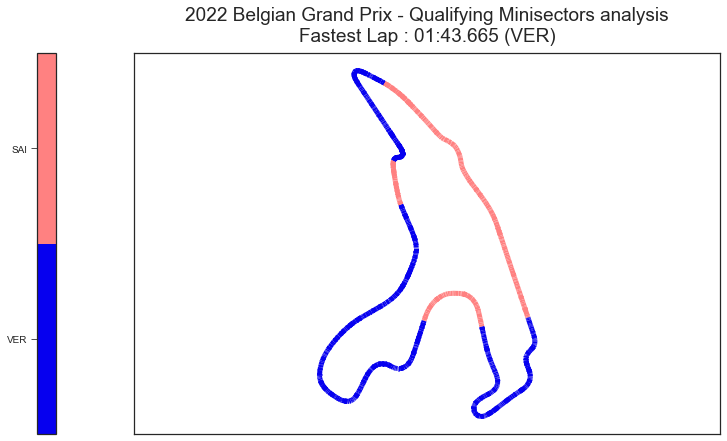 2022 Belgian Grand Prix - Qualifying Minisectors analysis
Fastest Lap : 01:43.665 (VER)
SAI
VER